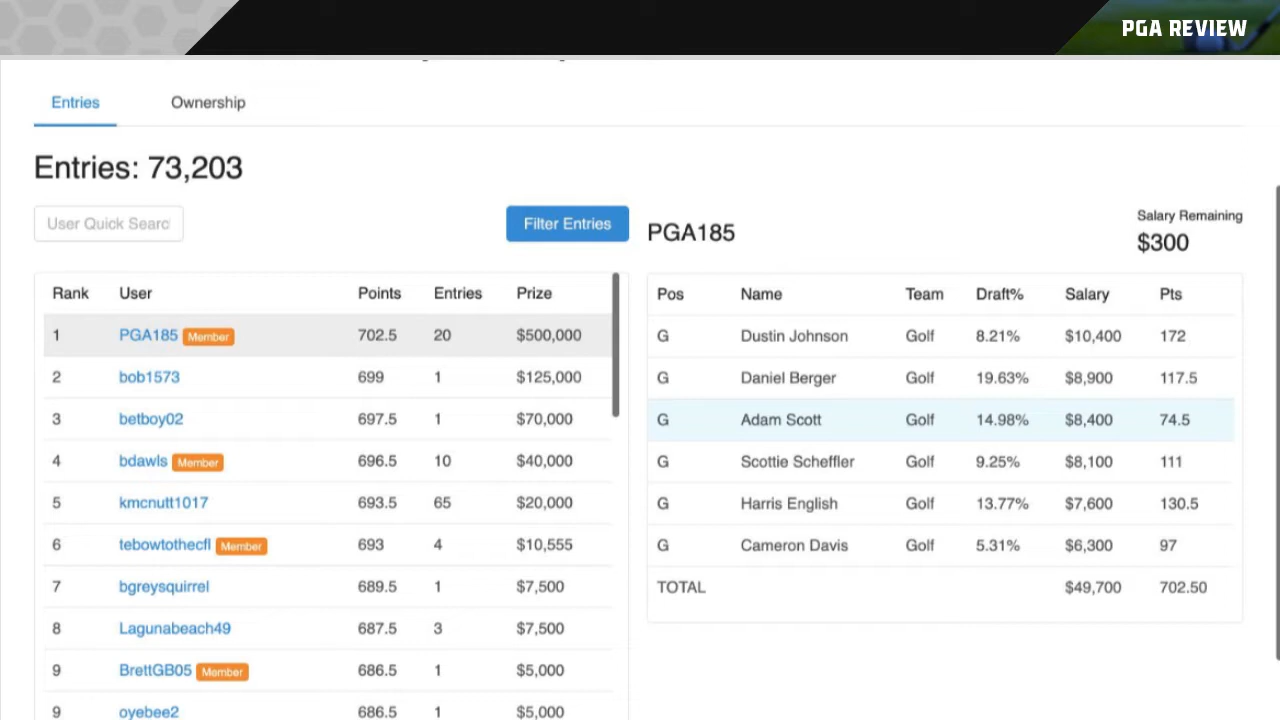 PGA REVIEW
Entries Ownership
Entries: 73,203
User Quick Searc
Filter Entries
PGA185
Salary Remaining
$300
Rank User Points Entries Prize
1 PGA185 Member 702.5 20 $500,000
2 bob1573 699 1 $125,000
3 betboy02 697.5 1 $70,000
4 bdawls Member 696.5 10 $40,000
5 kmcnutt1017 693.5 65 $20,000
6 tebowtothecfl Member 693 4 $10,555
7 bgreysquirrel 689.5 1 $7,500
8 Lagunabeach49 687.5 3 $7,500
9 BrettGB05 Member 686.5 1 $5,000
9 oyebee2 686.5 1 $5,000
Pos Name Team Draft% Salary Pts
G Dustin Johnson Golf 8.21% $10,400 172
G Daniel Berger Golf 19.63% $8,900 117.5
G Adam Scott Golf 14.98% $8,400 74.5
G Scottie Scheffler Golf 9.25% $8,100 111
G Harris English Golf 13.77% $7,600 130.5
G Cameron Davis Golf 5.31% $6,300 97
TOTAL $49,700 702.50